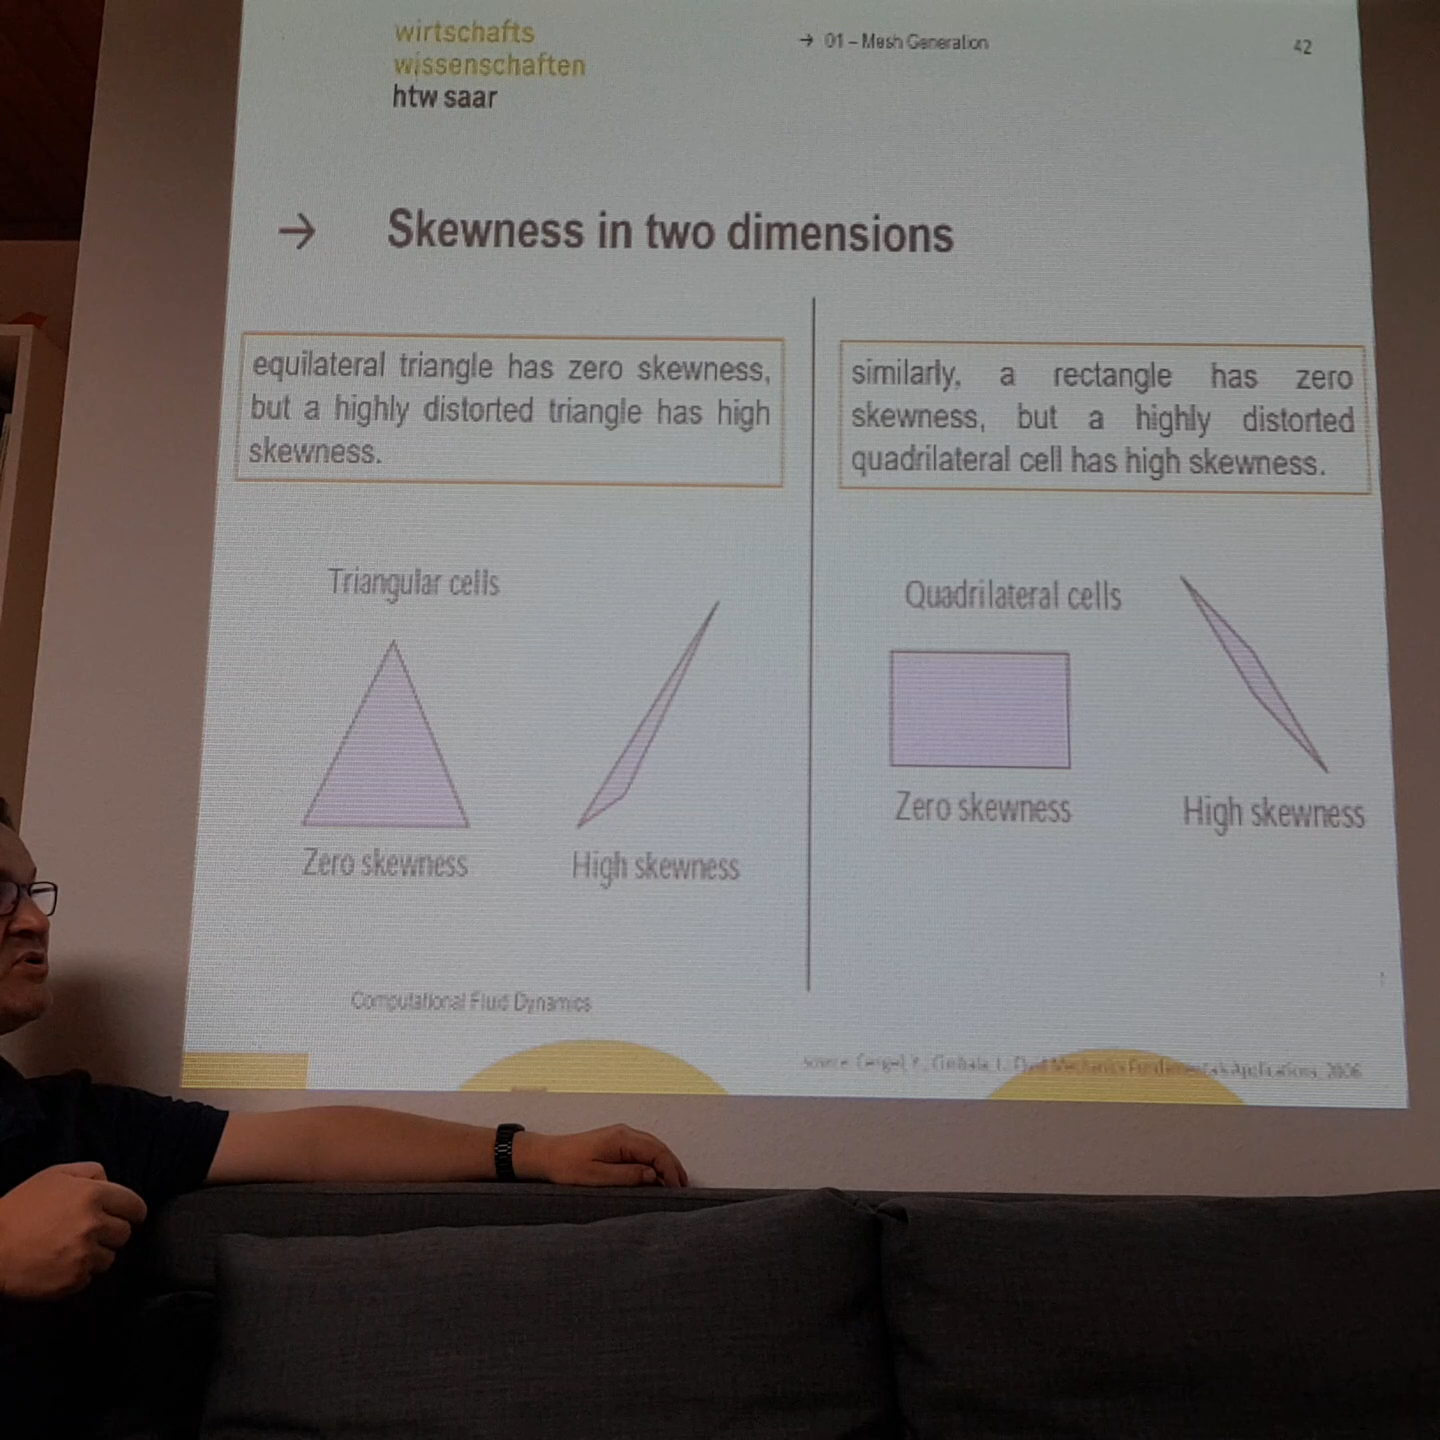 wirtschafts
wissenschaften
htw saar
→ 01 – Mesh Generation
42
→ Skewness in two dimensions
equilateral triangle has zero skewness,
but a highly distorted triangle has high
skewness.
similarly, a rectangle has zero
skewness, but a highly distorted
quadrilateral cell has high skewness.
Triangular cells
Zero skewness
High skewness
Quadrilateral cells
Zero skewness
High skewness
Computational Fluid Dynamics
2006